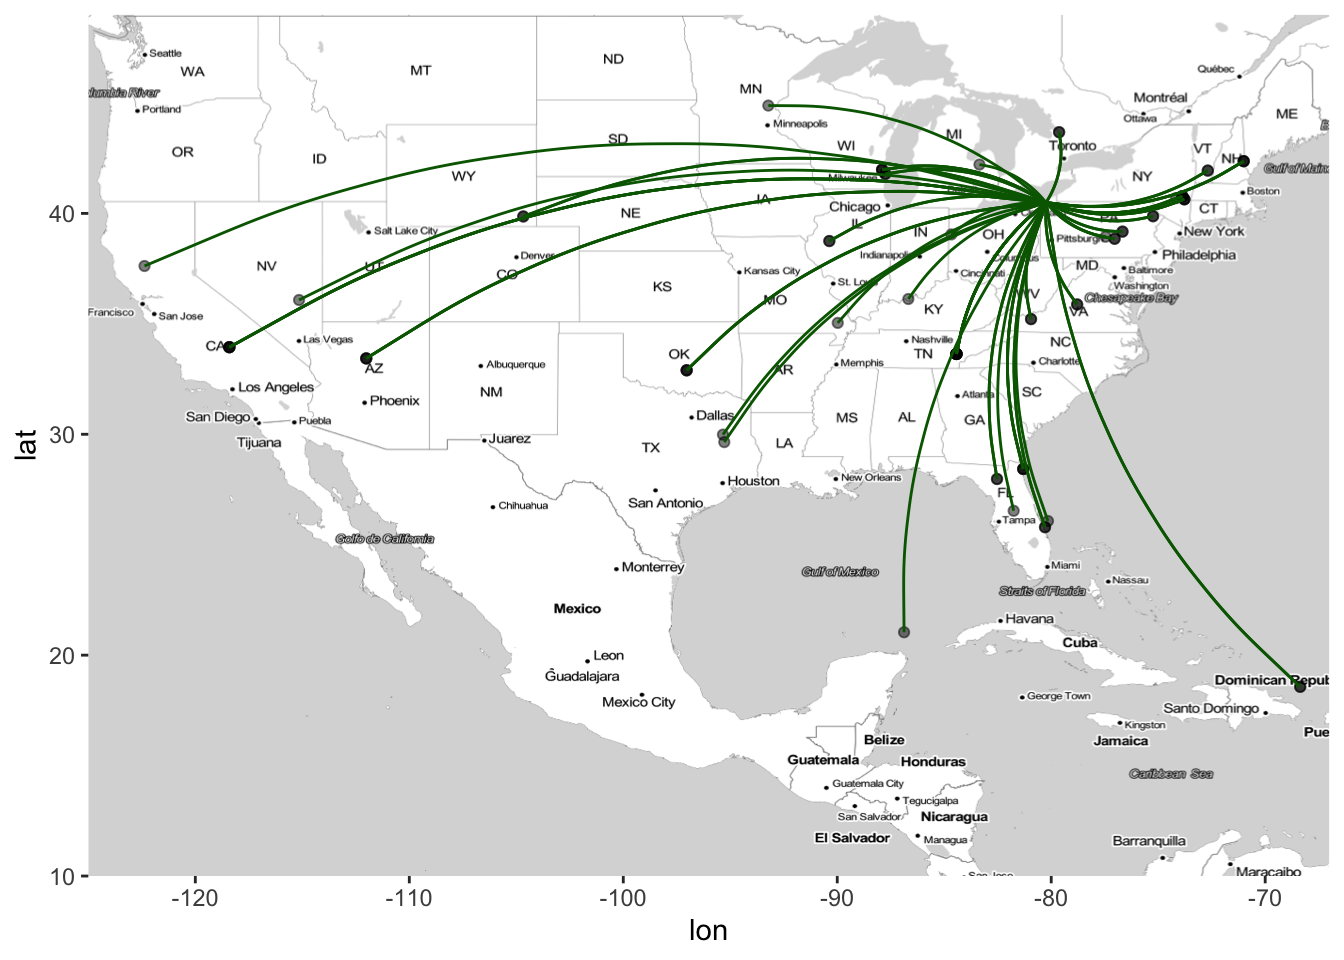 Seattle
WA
MT
ND
MN
Québec
Montréal
Ottawa
ME
Portland
Minneapolis
Toronto
OR
ID
SD
WI
MI
VT
NH
Gulf of Maine
WY
NY
Boston
IA
NE
Milwaukee
Chicago
CT
IL
IN
OH
PA
Pittsburgh
New York
Philadelphia
Salt Lake City
NV
UT
Denver
CO
Kansas City
KS
MO
St. Louis
Indianapolis
Columbus
Cincinnati
MD
Baltimore
Washington
Chesapeake Bay
VA
KY
Francisco
San Jose
CA
Las Vegas
AZ
Albuquerque
NM
OK
AR
Memphis
Nashville
TN
NC
Charlotte
SC
Atlanta
GA
AL
MS
LA
Los Angeles
Phoenix
San Diego
Puebla
Tijuana
Juarez
Dallas
TX
Houston
San Antonio
New Orleans
FL
Tampa
Miami
Nassau
Chihuahua
Golfo de California
Monterrey
Gulf of Mexico
Straits of Florida
Mexico
Havana
Cuba
Leon
Guadalajara
Mexico City
George Town
Dominican Repub
Santo Domingo
Kingston
Jamaica
Pue
Belize
Guatemala
Honduras
Caribbean Sea
Guatemala City
Tegucigalpa
San Salvador
Nicaragua
El Salvador
Managua
Barranquilla
Maracaibo
San Jose
40
30
20
10
lat
-120
-110
-100
-90
-80
-70
lon